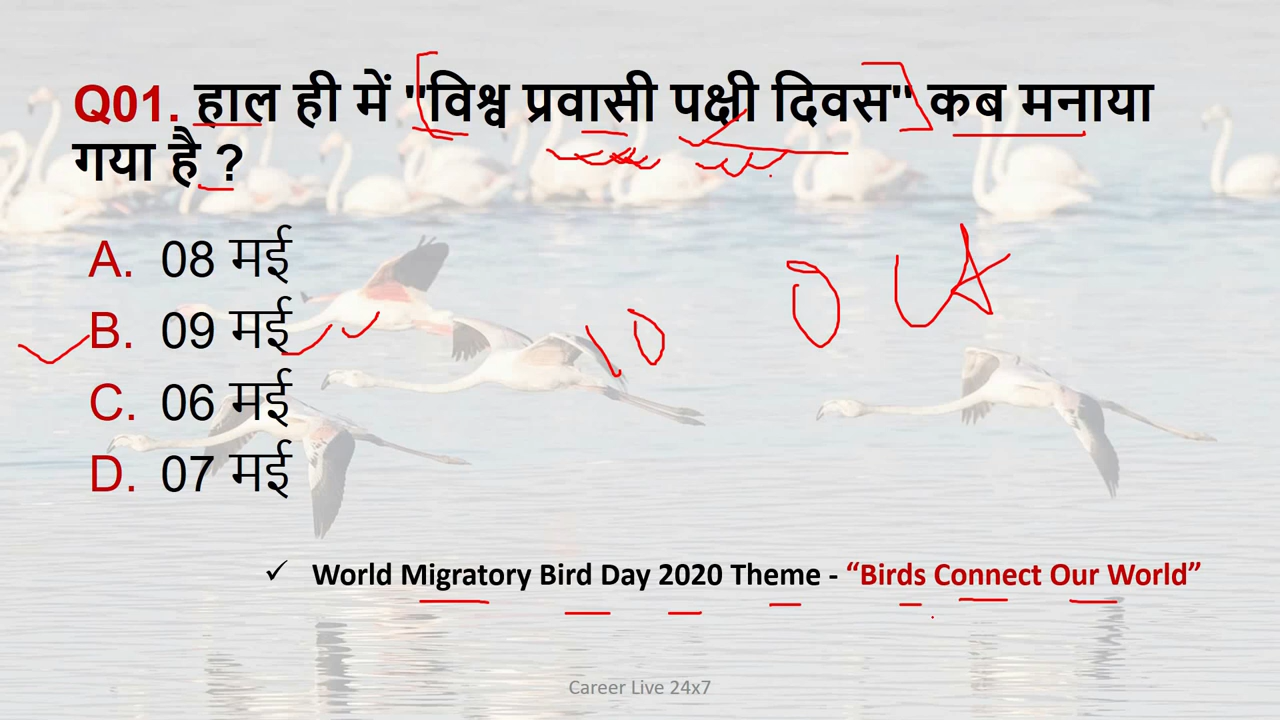 Q01. हाल ही में "विश्व प्रवासी पक्षी दिवस" कब मनाया
गया है ?
A. 08 मई
B. 09 मई
10
C. 06 मई
D. 07 मई
✓ World Migratory Bird Day 2020 Theme - “Birds Connect Our World”
Career Live 24x7